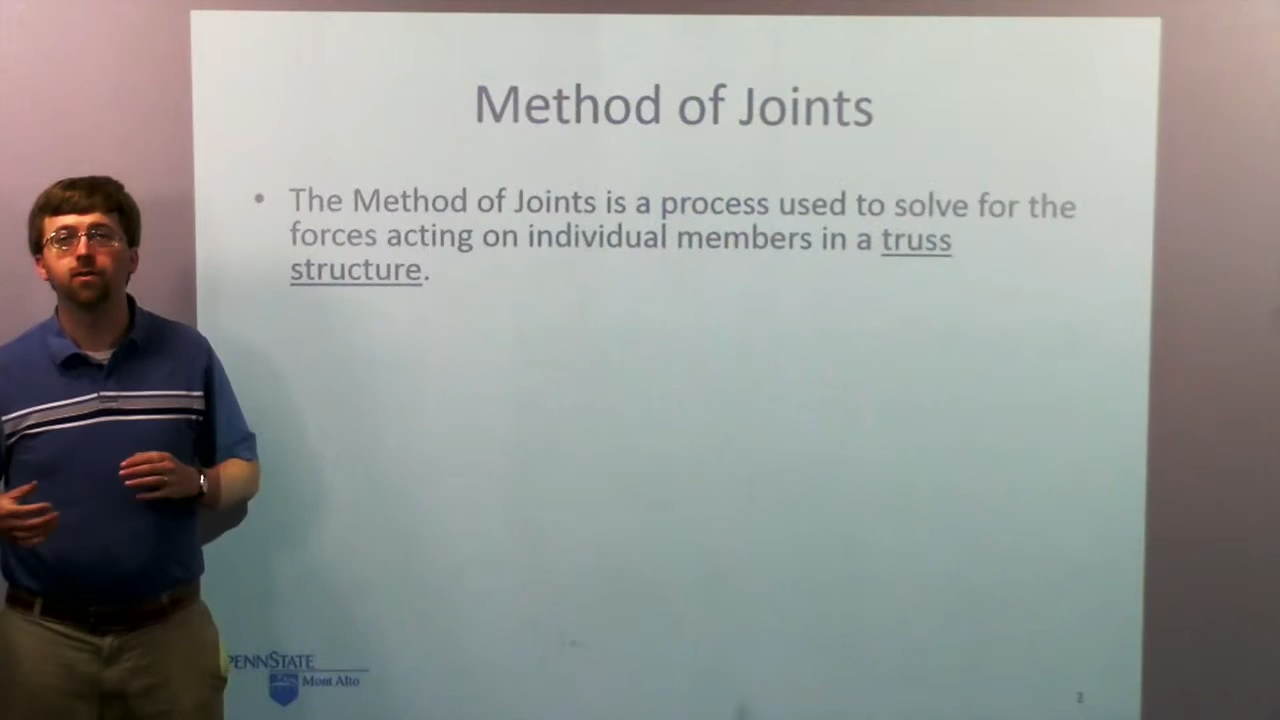 Method of Joints
• The Method of Joints is a process used to solve for the
forces acting on individual members in a truss
structure.
PENNSTATE
Mont Alto
2